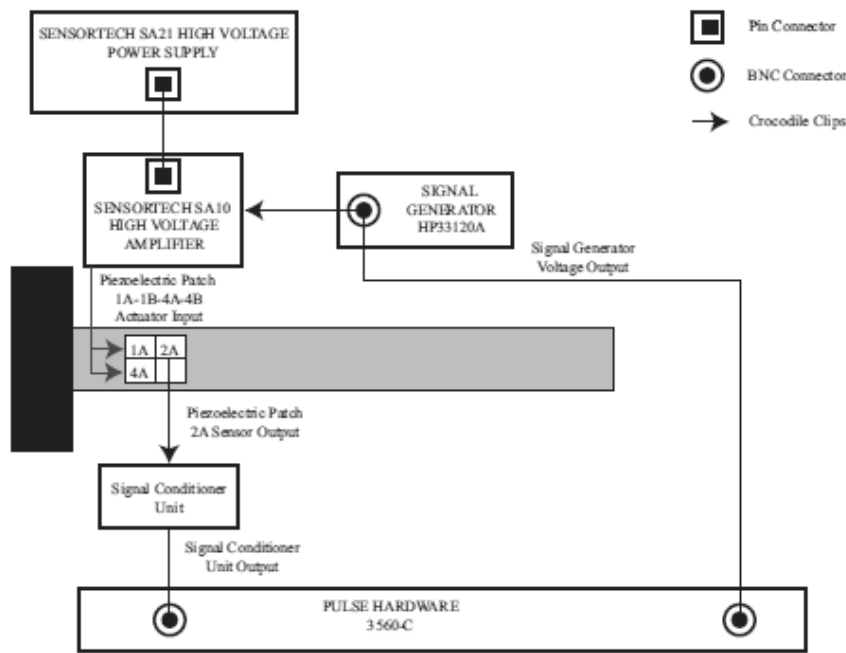 SENSORTECH SA21 HIGH VOLTAGE
POWER SUPPLY
Pin Connector
BNC Connector
Crocodile Clips
SENSORTECH SA10
HIGH VOLTAGE
AMPLIFIER
SIGNAL
GENERATOR
HP33120A
Signal Generator
Voltage Output
Piezoelectric Patch
1A-1B-4A-4B
Actuator Input
1A 2A
4A
Piezoelectric Patch
2A Sensor Output
Signal Conditioner
Unit
Signal Conditioner
Unit Output
PULSE HARDWARE
3560-C